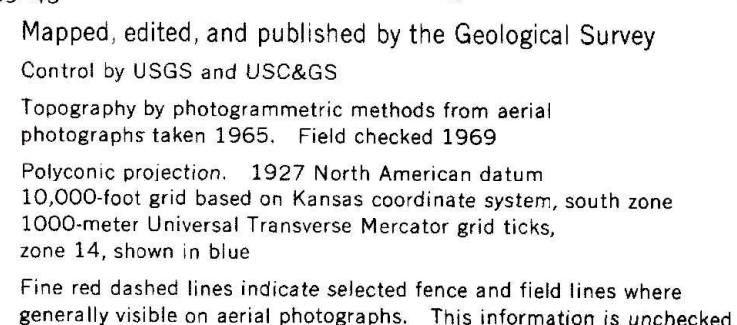 Mapped, edited, and published by the Geological Survey
Control by USGS and USC&GS
Topography by photogrammetric methods from aerial
photographs taken 1965. Field checked 1969
Polyconic projection. 1927 North American datum
10,000-foot grid based on Kansas coordinate system, south zone
1000-meter Universal Transverse Mercator grid ticks,
zone 14, shown in blue
Fine red dashed lines indicate selected fence and field lines where
generally visible on aerial photographs. This information is unchecked